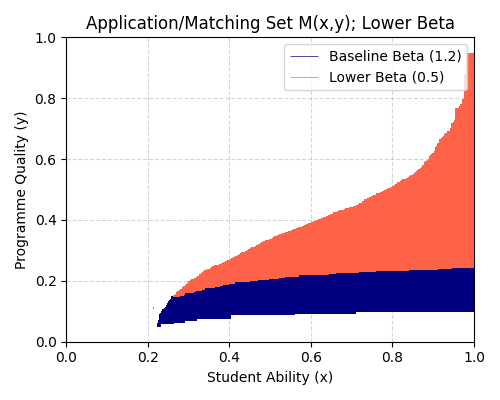 Application/Matching Set M(x,y); Lower Beta
Baseline Beta (1.2)
Lower Beta (0.5)
Programme Quality (y)
1.0
0.8
0.6
0.4
0.2
0.0
0.0 0.2 0.4 0.6 0.8 1.0
Student Ability (x)